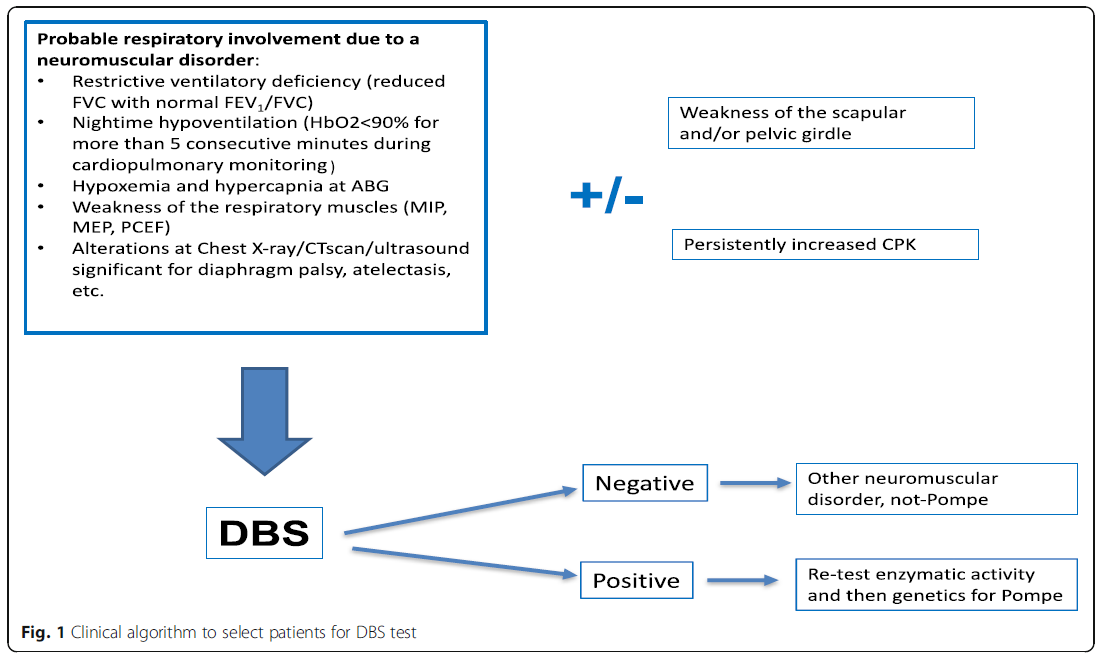 Probable respiratory involvement due to a
neuromuscular disorder:
• Restrictive ventilatory deficiency (reduced
FVC with normal FEV1/FVC)
• Nightime hypoventilation (HbO2<90% for
more than 5 consecutive minutes during
cardiopulmonary monitoring)
• Hypoxemia and hypercapnia at ABG
• Weakness of the respiratory muscles (MIP,
MEP, PCEF)
• Alterations at Chest X-ray/CTscan/ultrasound
significant for diaphragm palsy, atelectasis,
etc.
+/-
Weakness of the scapular
and/or pelvic girdle
Persistently increased CPK
DBS
Negative
Other neuromuscular
disorder, not-Pompe
Positive
Re-test enzymatic activity
and then genetics for Pompe
Fig. 1 Clinical algorithm to select patients for DBS test